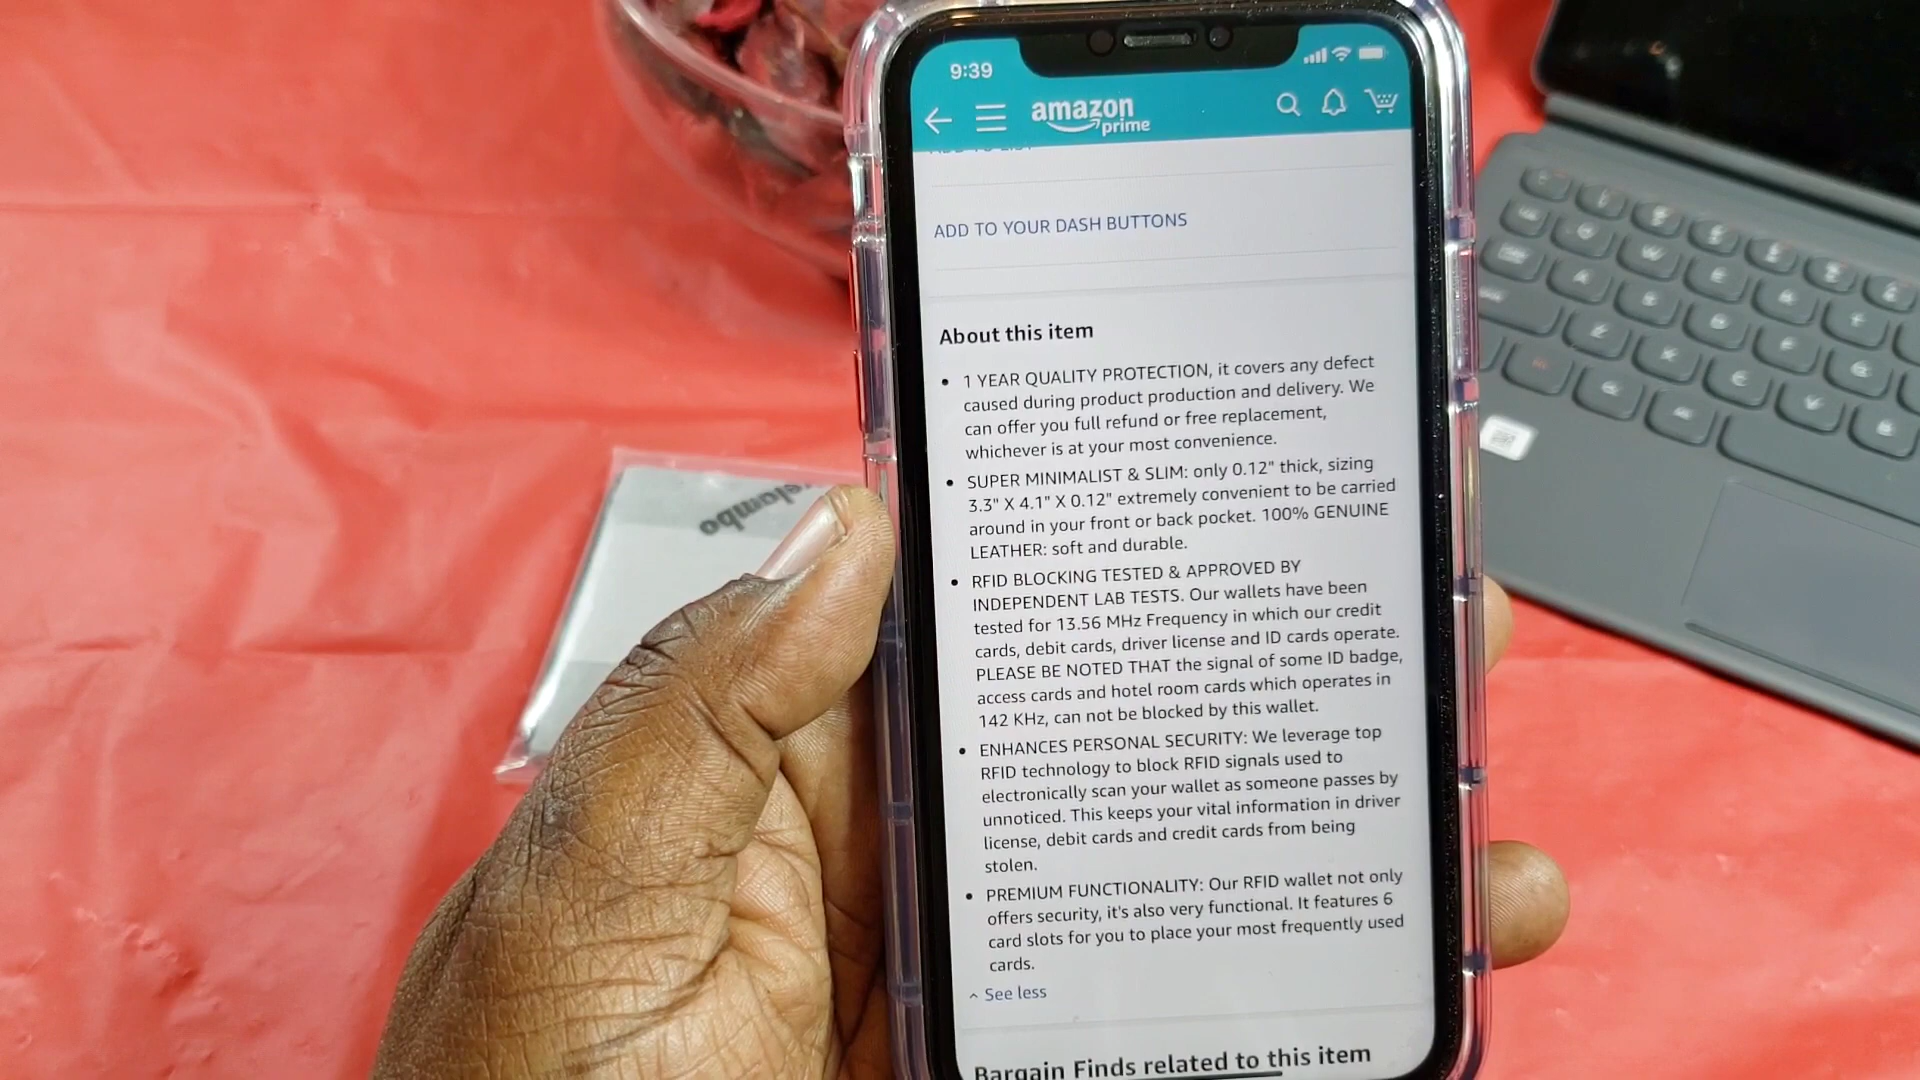 9:39
amazon
prime
ADD TO YOUR DASH BUTTONS
About this item
• 1 YEAR QUALITY PROTECTION, it covers any defect
caused during product production and delivery. We
can offer you full refund or free replacement,
whichever is at your most convenience.
• SUPER MINIMALIST & SLIM: only 0.12" thick, sizing
3.3" X 4.1" X 0.12" extremely convenient to be carried
around in your front or back pocket. 100% GENUINE
LEATHER: soft and durable.
• RFID BLOCKING TESTED & APPROVED BY
INDEPENDENT LAB TESTS. Our wallets have been
tested for 13.56 MHz Frequency in which our credit
cards, debit cards, driver license and ID cards operate.
PLEASE BE NOTED THAT the signal of some ID badge,
access cards and hotel room cards which operates in
142 KHz, can not be blocked by this wallet.
• ENHANCES PERSONAL SECURITY: We leverage top
RFID technology to block RFID signals used to
electronically scan your wallet as someone passes by
unnoticed. This keeps your vital information in driver
license, debit cards and credit cards from being
stolen.
• PREMIUM FUNCTIONALITY: Our RFID wallet not only
offers security, it's also very functional. It features 6
card slots for you to place your most frequently used
cards.
^ See less
Bargain Finds related to this item